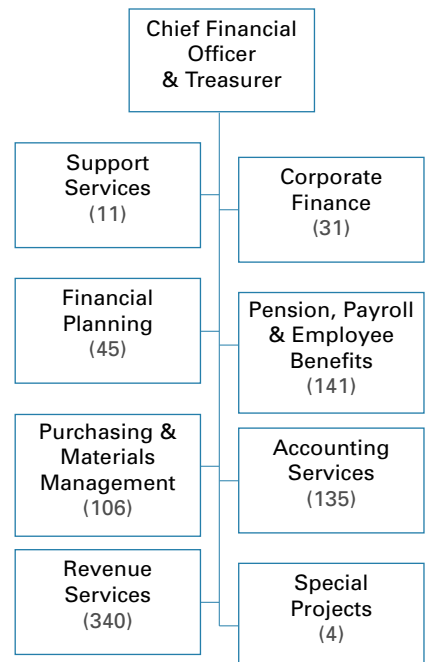 Chief Financial
Officer
& Treasurer
Support
Services
(11)
Corporate
Finance
(31)
Financial
Planning
(45)
Pension, Payroll
& Employee
Benefits
(141)
Purchasing &
Materials
Management
(106)
Accounting
Services
(135)
Revenue
Services
(340)
Special
Projects
(4)